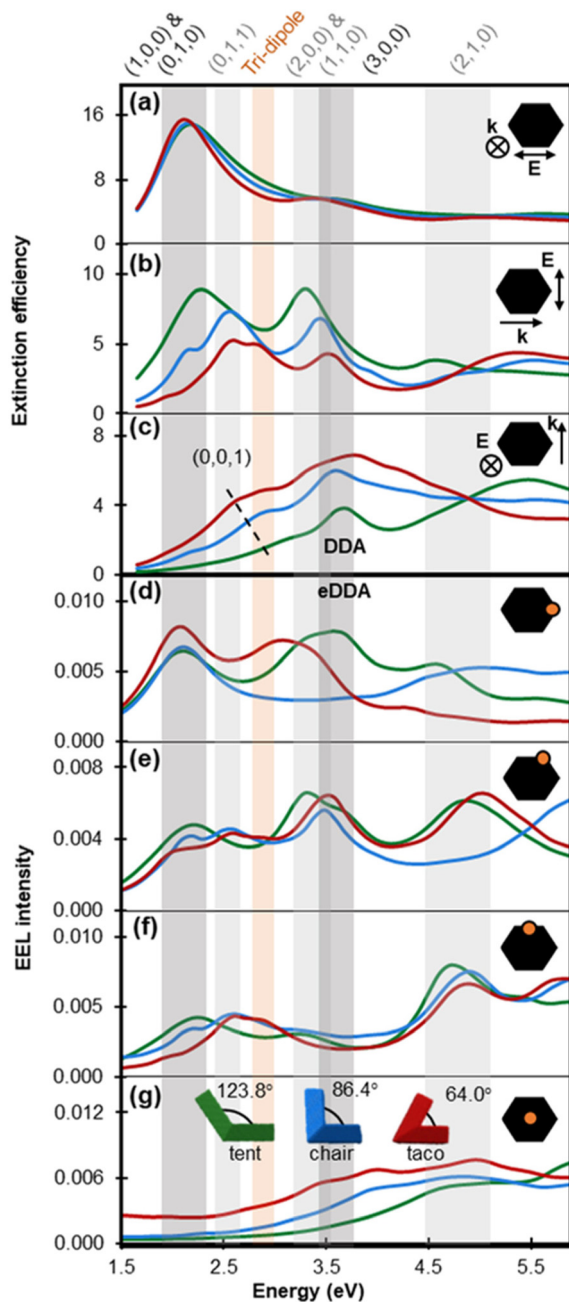 (1,0,0) &
(0,1,0)
(0,1,1)
Tri-dipole
(2,0,0) &
(1,1,0)
(3,0,0)
(2,1,0)
(a)
16
8
0
k
E
(b)
10
5
0
E
k
Extinction efficiency
(c)
8
4
0
(0,0,1)
DDA
E
k
eDDA
(d)
0.010
0.005
0.000
(e)
0.008
0.004
0.000
EEL intensity
(f)
0.010
0.005
0.000
(g)
0.012
0.006
0.000
123.8°
86.4°
64.0°
tent
chair
taco
1.5
2.5
3.5
4.5
5.5
Energy (eV)